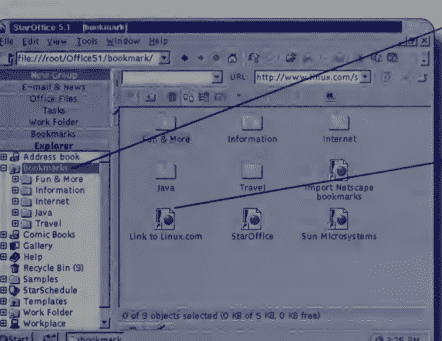 StarOffice 5.1 [bookmark]
File Edit View Tools Window Help
file:///root/Office51/bookmark/
New Group
E-mail & News
Office Files
Tasks
Work Folder
Bookmarks
Explorer
Address book
Bookmarks
Fun & More
Information
Internet
Java
Travel
Comic Books
Gallery
Help
Recycle Bin (9)
Samples
StarSchedule
Templates
Work Folder
Workplace
URL http://www.linux.com/s
Fun & More Information Internet
Java Travel Import Netscape
bookmarks
Link to Linux.com StarOffice Sun Microsystems
0 of 9 objects selected (0 KB of 5 KB, 0 KB free)
Start bookmark